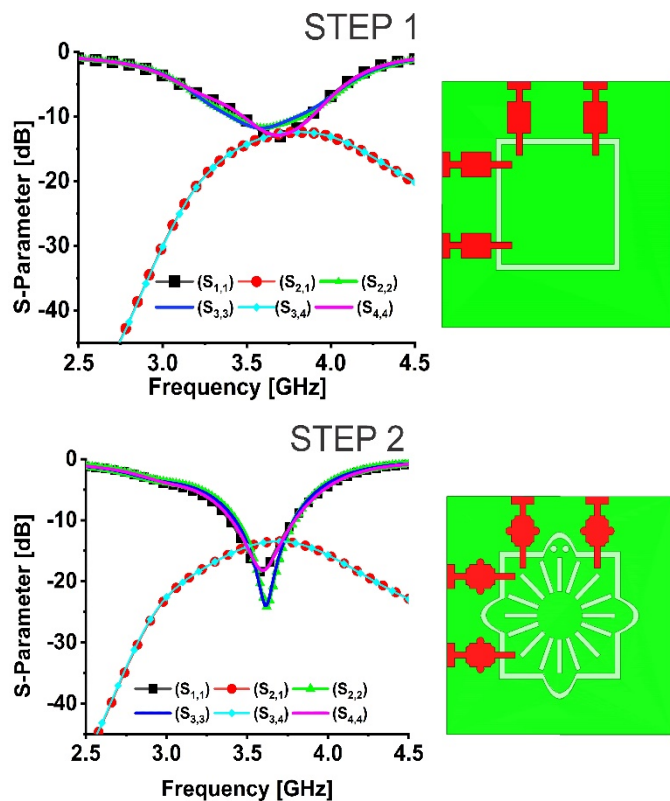 STEP 1
0
-10
-20
-30
-40
S-Parameter [dB]
(S1,1) (S2,1) (S2,2)
(S3,3) (S3,4) (S4,4)
2.5 3.0 3.5 4.0 4.5
Frequency [GHz]
STEP 2
0
-10
-20
-30
-40
S-Parameter [dB]
(S1,1) (S2,1) (S2,2)
(S3,3) (S3,4) (S4,4)
2.5 3.0 3.5 4.0 4.5
Frequency [GHz]